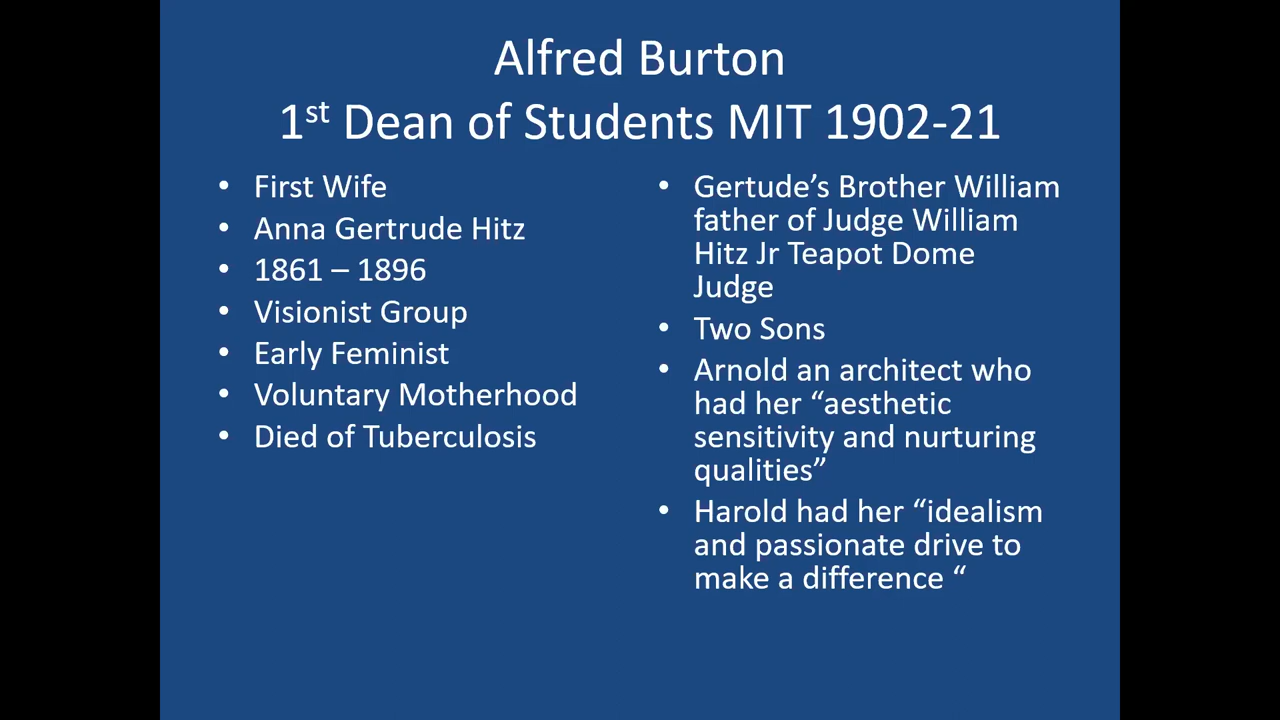 Alfred Burton
1st Dean of Students MIT 1902-21
• First Wife
• Anna Gertrude Hitz
• 1861 – 1896
• Visionist Group
• Early Feminist
• Voluntary Motherhood
• Died of Tuberculosis
• Gertude’s Brother William
father of Judge William
Hitz Jr Teapot Dome
Judge
• Two Sons
• Arnold an architect who
had her “aesthetic
sensitivity and nurturing
qualities”
• Harold had her “idealism
and passionate drive to
make a difference “